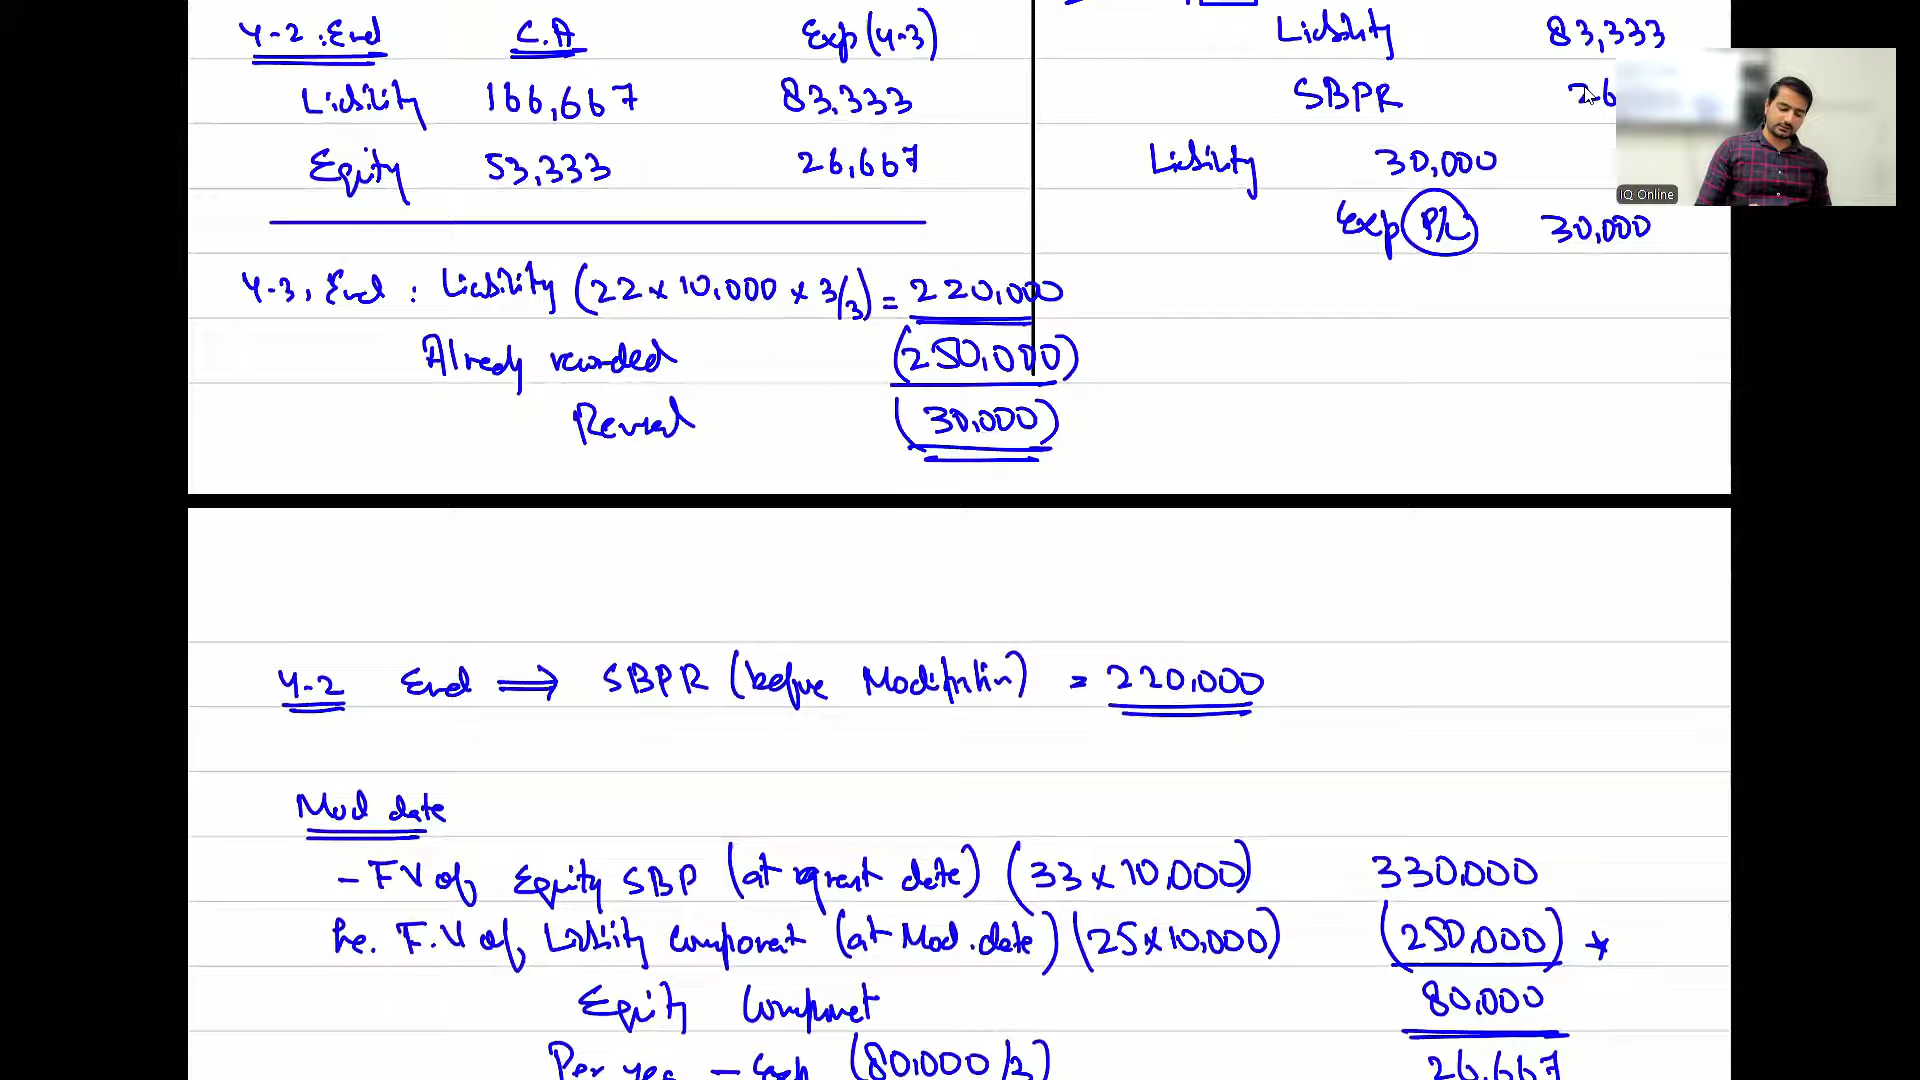 Y-2 : End C.A Exp (Y-3)
Liability 166,667 83,333
Equity 53,333 26,667
Y-3, End : Liability (22 x 10,000 x 3/3) = 220,000
Already recorded (250,000)
Reversal (30,000)
Liability 83,333
SBPR 26
Liability 30,000
Exp P/L 30,000
IQ Online
Y-2 End ⇒ SBPR (before Modification) = 220,000
Mod date
- FV of Equity SBP (at grant date) (33 x 10,000) 330,000
F.V of Liability component (at Mod. date) (25 x 10,000) (250,000) *
Equity Component 80,000
Per year - Exp (80,000/3) 26,667